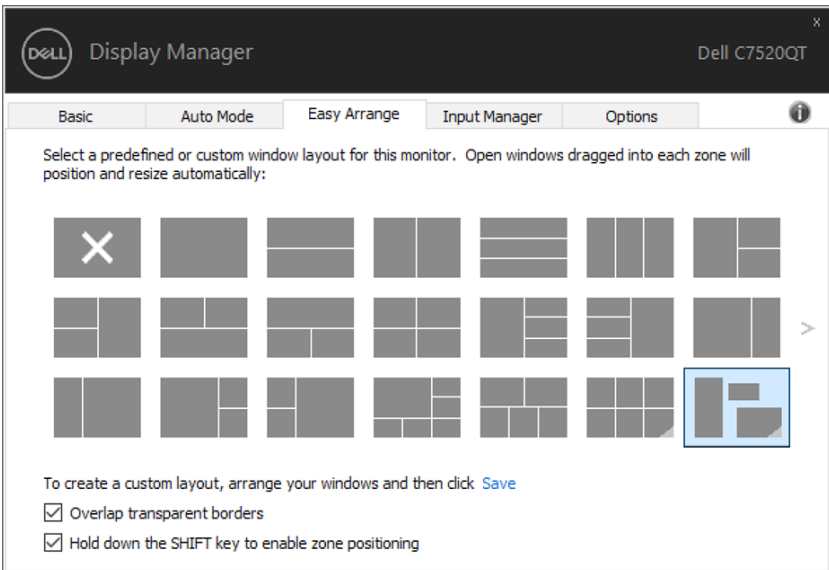 x
DELL
Display Manager
Dell C7520QT
Basic
Auto Mode
Easy Arrange
Input Manager
Options
i
Select a predefined or custom window layout for this monitor. Open windows dragged into each zone will
position and resize automatically:
>
To create a custom layout, arrange your windows and then click Save
Overlap transparent borders
Hold down the SHIFT key to enable zone positioning